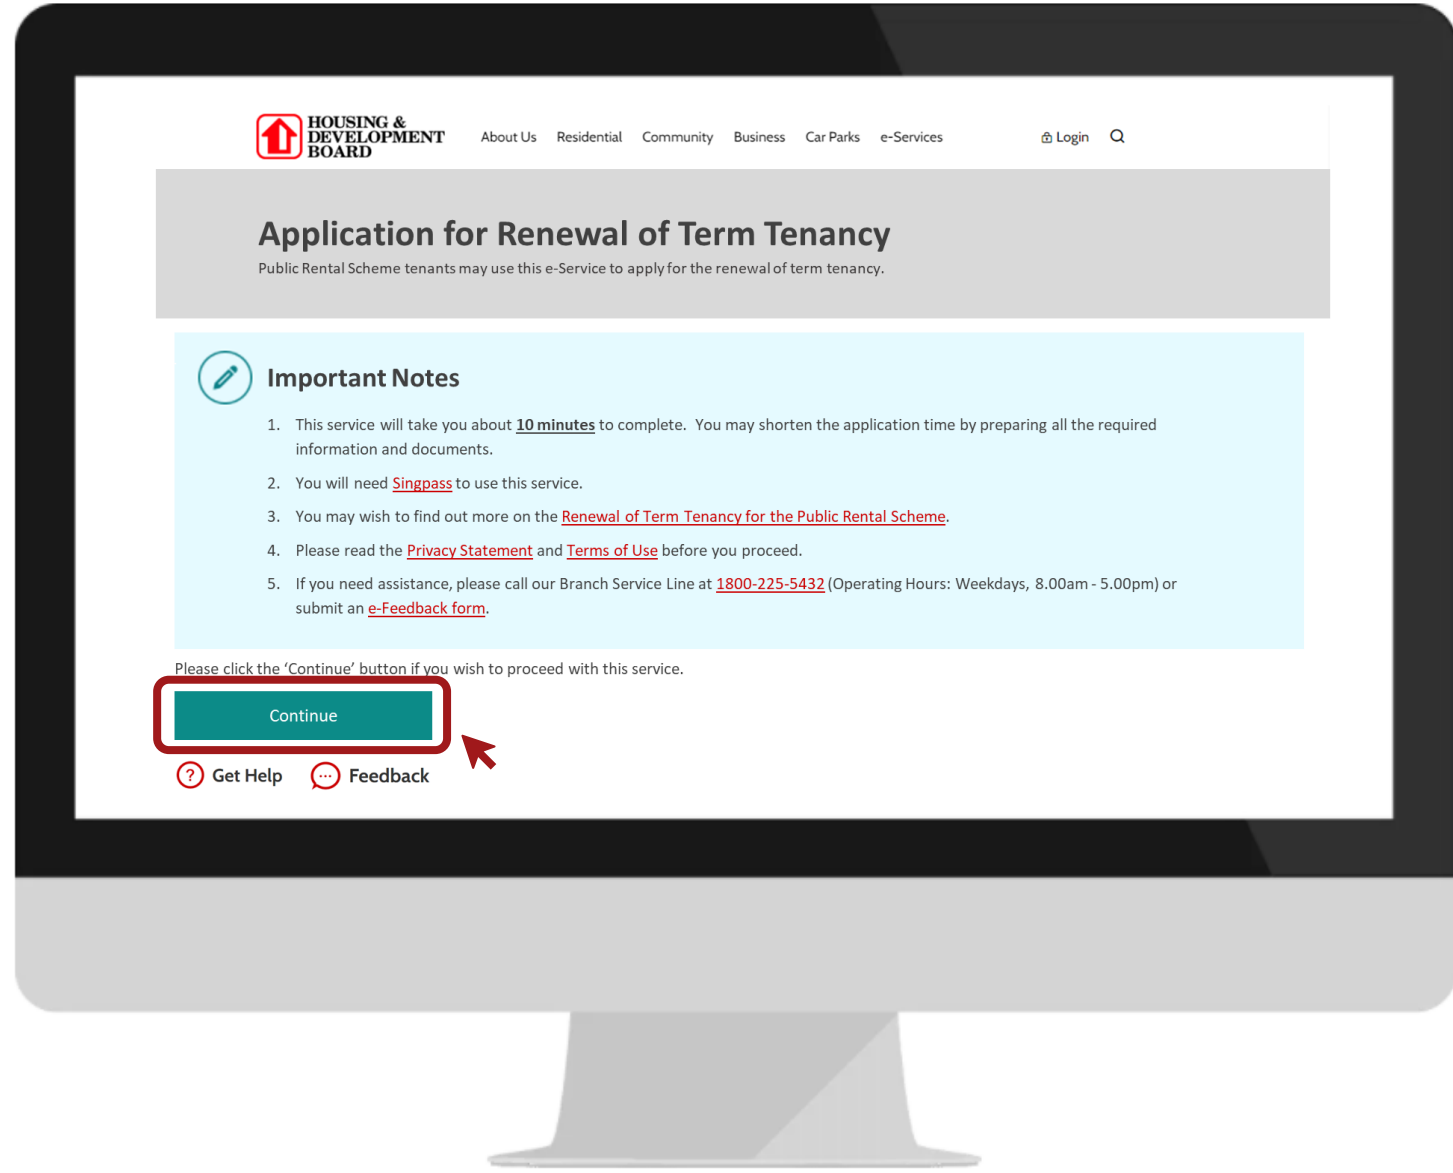 HOUSING &
DEVELOPMENT
BOARD
About Us Residential Community Business Car Parks e-Services Login
Application for Renewal of Term Tenancy
Public Rental Scheme tenants may use this e-Service to apply for the renewal of term tenancy.
Important Notes
1. This service will take you about 10 minutes to complete. You may shorten the application time by preparing all the required
information and documents.
2. You will need Singpass to use this service.
3. You may wish to find out more on the Renewal of Term Tenancy for the Public Rental Scheme.
4. Please read the Privacy Statement and Terms of Use before you proceed.
5. If you need assistance, please call our Branch Service Line at 1800-225-5432 (Operating Hours: Weekdays, 8.00am - 5.00pm) or
submit an e-Feedback form.
Please click the ‘Continue’ button if you wish to proceed with this service.
Continue
? Get Help ... Feedback